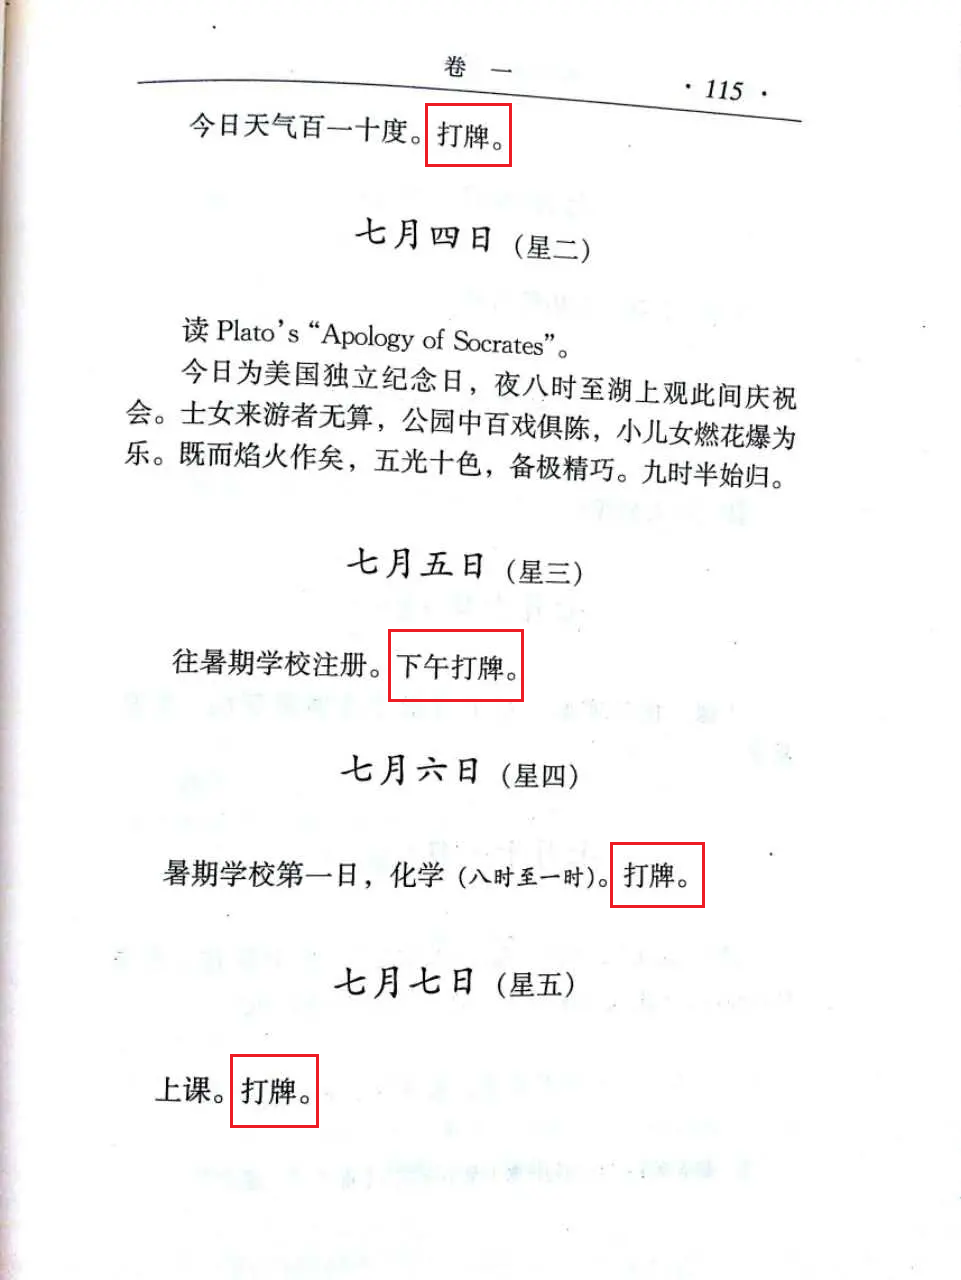 卷 一
· 115 ·
今日天气百一十度。打牌。
七月四日（星二）
读 Plato's “Apology of Socrates”。
今日为美国独立纪念日，夜八时至湖上观此间庆祝
会。士女来游者无算，公园中百戏俱陈，小儿女燃花爆为
乐。既而焰火作矣，五光十色，备极精巧。九时半始归。
七月五日（星三）
往暑期学校注册。下午打牌。
七月六日（星四）
暑期学校第一日，化学（八时至一时）。打牌。
七月七日（星五）
上课。打牌。